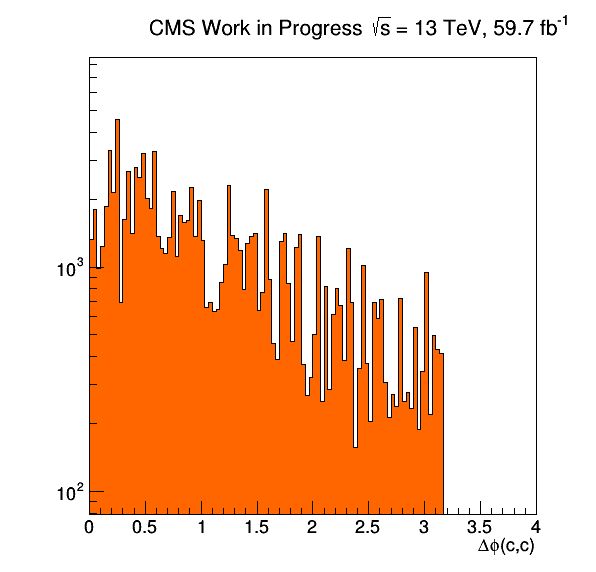 CMS Work in Progress √s = 13 TeV, 59.7 fb⁻¹
10³
10²
0 0.5 1 1.5 2 2.5 3 3.5 4
Δϕ(c,c)